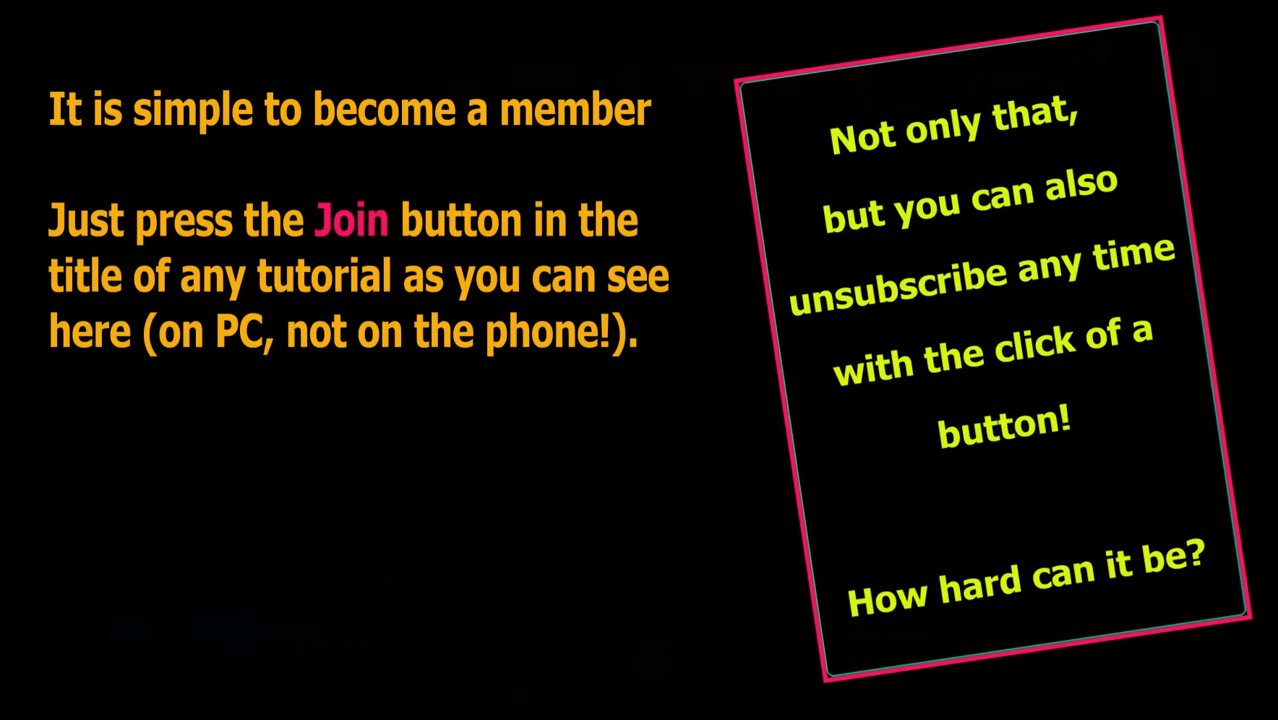 It is simple to become a member
Just press the Join button in the
title of any tutorial as you can see
here (on PC, not on the phone!).
Not only that,
but you can also
unsubscribe any time
with the click of a
button!
How hard can it be?